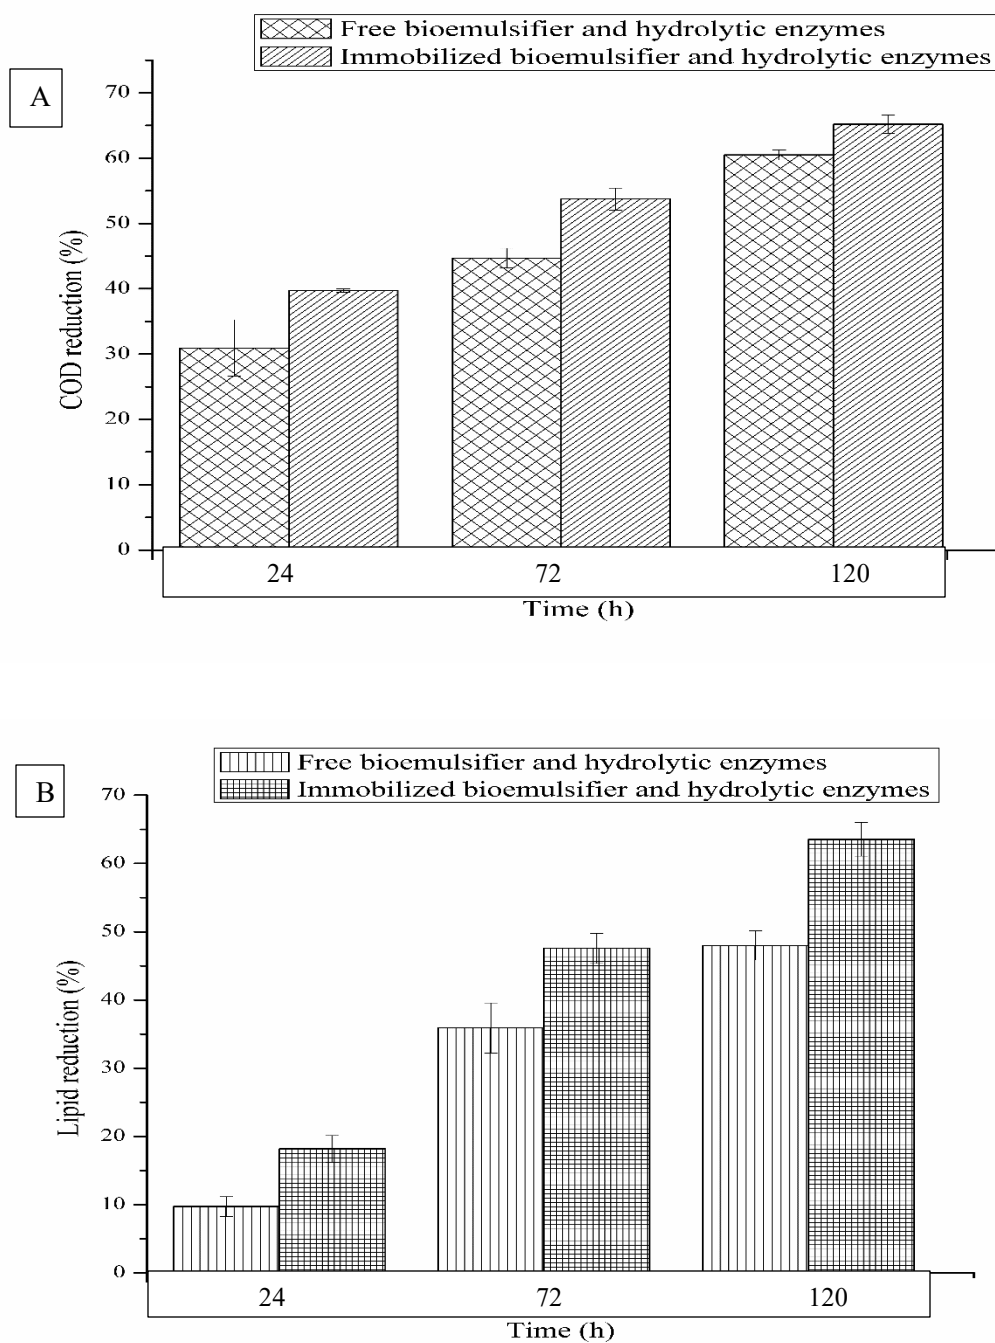 Free bioemulsifier and hydrolytic enzymes
Immobilized bioemulsifier and hydrolytic enzymes
A
70
60
50
40
30
20
10
0
COD reduction (%)
24 72 120
Time (h)
Free bioemulsifier and hydrolytic enzymes
Immobilized bioemulsifier and hydrolytic enzymes
B
70
60
50
40
30
20
10
0
Lipid reduction (%)
24 72 120
Time (h)